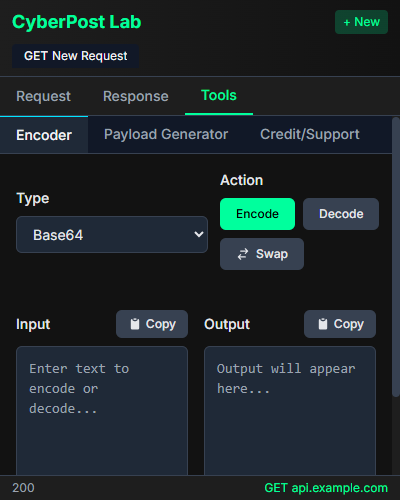 CyberPost Lab
+ New
GET New Request
Request Response Tools
Encoder Payload Generator Credit/Support
Type
Base64
Action
Encode Decode
Swap
Input Copy
Enter text to
encode or
decode...
Output Copy
Output will appear
here...
200
GET api.example.com